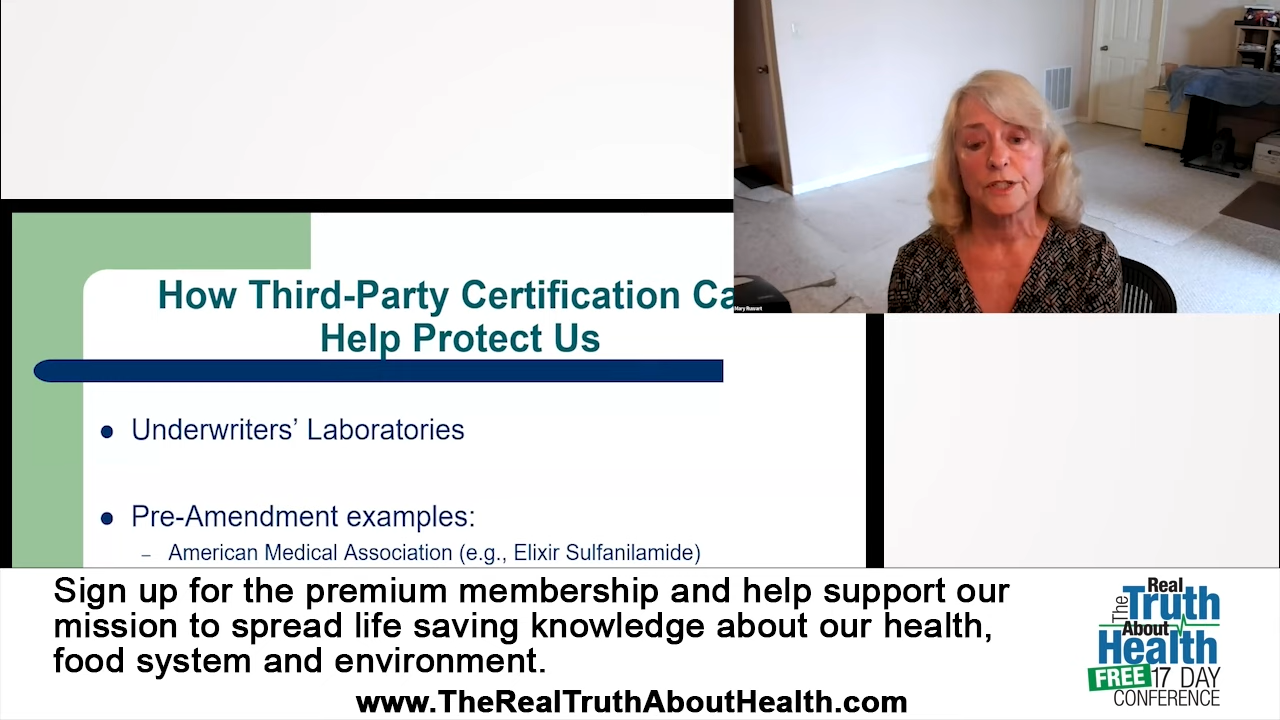 Mary Ruwart
How Third-Party Certification Ca
Help Protect Us
Underwriters' Laboratories
Pre-Amendment examples:
– American Medical Association (e.g., Elixir Sulfanilamide)
Sign up for the premium membership and help support our
mission to spread life saving knowledge about our health,
food system and environment.
www.TheRealTruthAboutHealth.com
The Real
Truth
About
Health
FREE 17 DAY
CONFERENCE